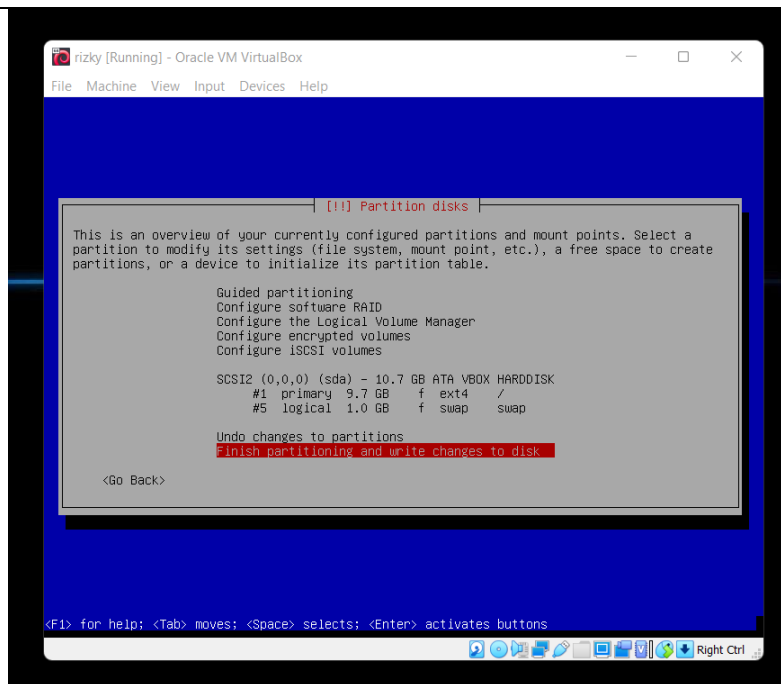 rizky [Running] - Oracle VM VirtualBox
File Machine View Input Devices Help
[!!] Partition disks
This is an overview of your currently configured partitions and mount points. Select a
partition to modify its settings (file system, mount point, etc.), a free space to create
partitions, or a device to initialize its partition table.
Guided partitioning
Configure software RAID
Configure the Logical Volume Manager
Configure encrypted volumes
Configure iSCSI volumes
SCSI2 (0,0,0) (sda) - 10.7 GB ATA VBOX HARDDISK
#1 primary 9.7 GB f ext4 /
#5 logical 1.0 GB f swap swap
Undo changes to partitions
Finish partitioning and write changes to disk
<Go Back>
<F1> for help; <Tab> moves; <Space> selects; <Enter> activates buttons
Right Ctrl